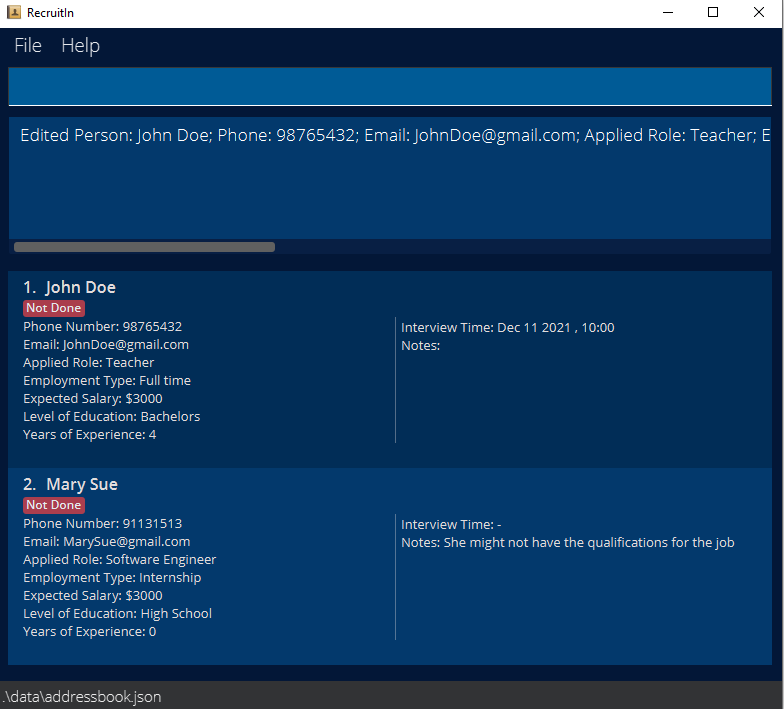 RecruitIn
File Help
Edited Person: John Doe; Phone: 98765432; Email: JohnDoe@gmail.com; Applied Role: Teacher; E
1. John Doe
Not Done
Phone Number: 98765432
Email: JohnDoe@gmail.com
Applied Role: Teacher
Employment Type: Full time
Expected Salary: $3000
Level of Education: Bachelors
Years of Experience: 4
Interview Time: Dec 11 2021 , 10:00
Notes:
2. Mary Sue
Not Done
Phone Number: 91131513
Email: MarySue@gmail.com
Applied Role: Software Engineer
Employment Type: Internship
Expected Salary: $3000
Level of Education: High School
Years of Experience: 0
Interview Time: -
Notes: She might not have the qualifications for the job
.\data\addressbook.json